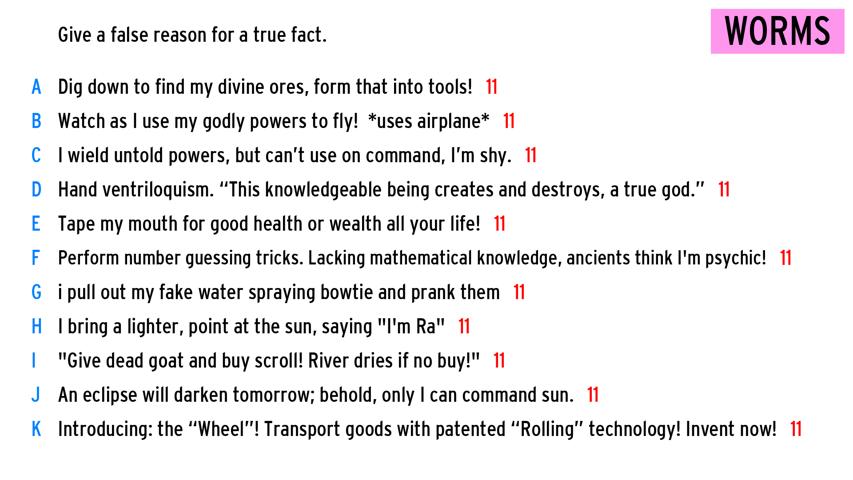 Give a false reason for a true fact.
WORMS
A Dig down to find my divine ores, form that into tools! 11
B Watch as I use my godly powers to fly! *uses airplane* 11
C I wield untold powers, but can't use on command, I'm shy. 11
D Hand ventriloquism. “This knowledgeable being creates and destroys, a true god.” 11
E Tape my mouth for good health or wealth all your life! 11
F Perform number guessing tricks. Lacking mathematical knowledge, ancients think I'm psychic! 11
G i pull out my fake water spraying bowtie and prank them 11
H I bring a lighter, point at the sun, saying "I'm Ra" 11
I "Give dead goat and buy scroll! River dries if no buy!" 11
J An eclipse will darken tomorrow; behold, only I can command sun. 11
K Introducing: the “Wheel”! Transport goods with patented “Rolling” technology! Invent now! 11